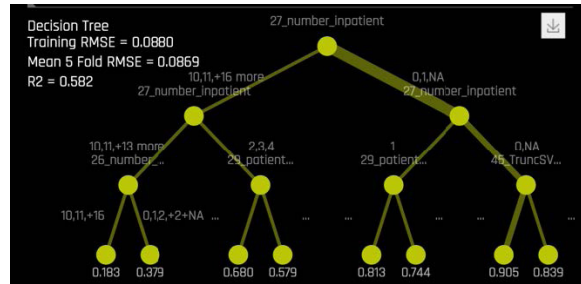 27_number_inpatient
Decision Tree
Training RMSE = 0.0880
Mean 5 Fold RMSE = 0.0869
R2 = 0.582
10,11,+16 more
27_number_inpatient
0,1,NA
27_number_inpatient
10,11,+13 more
26_number_..
2,3,4
29_patient...
1
29_patient...
0,NA
45_TruncSV...
10,11,+16
0,1,2,+2+NA
...
...
...
...
...
...
0.183
0.379
0.680
0.579
0.813
0.744
0.905
0.839